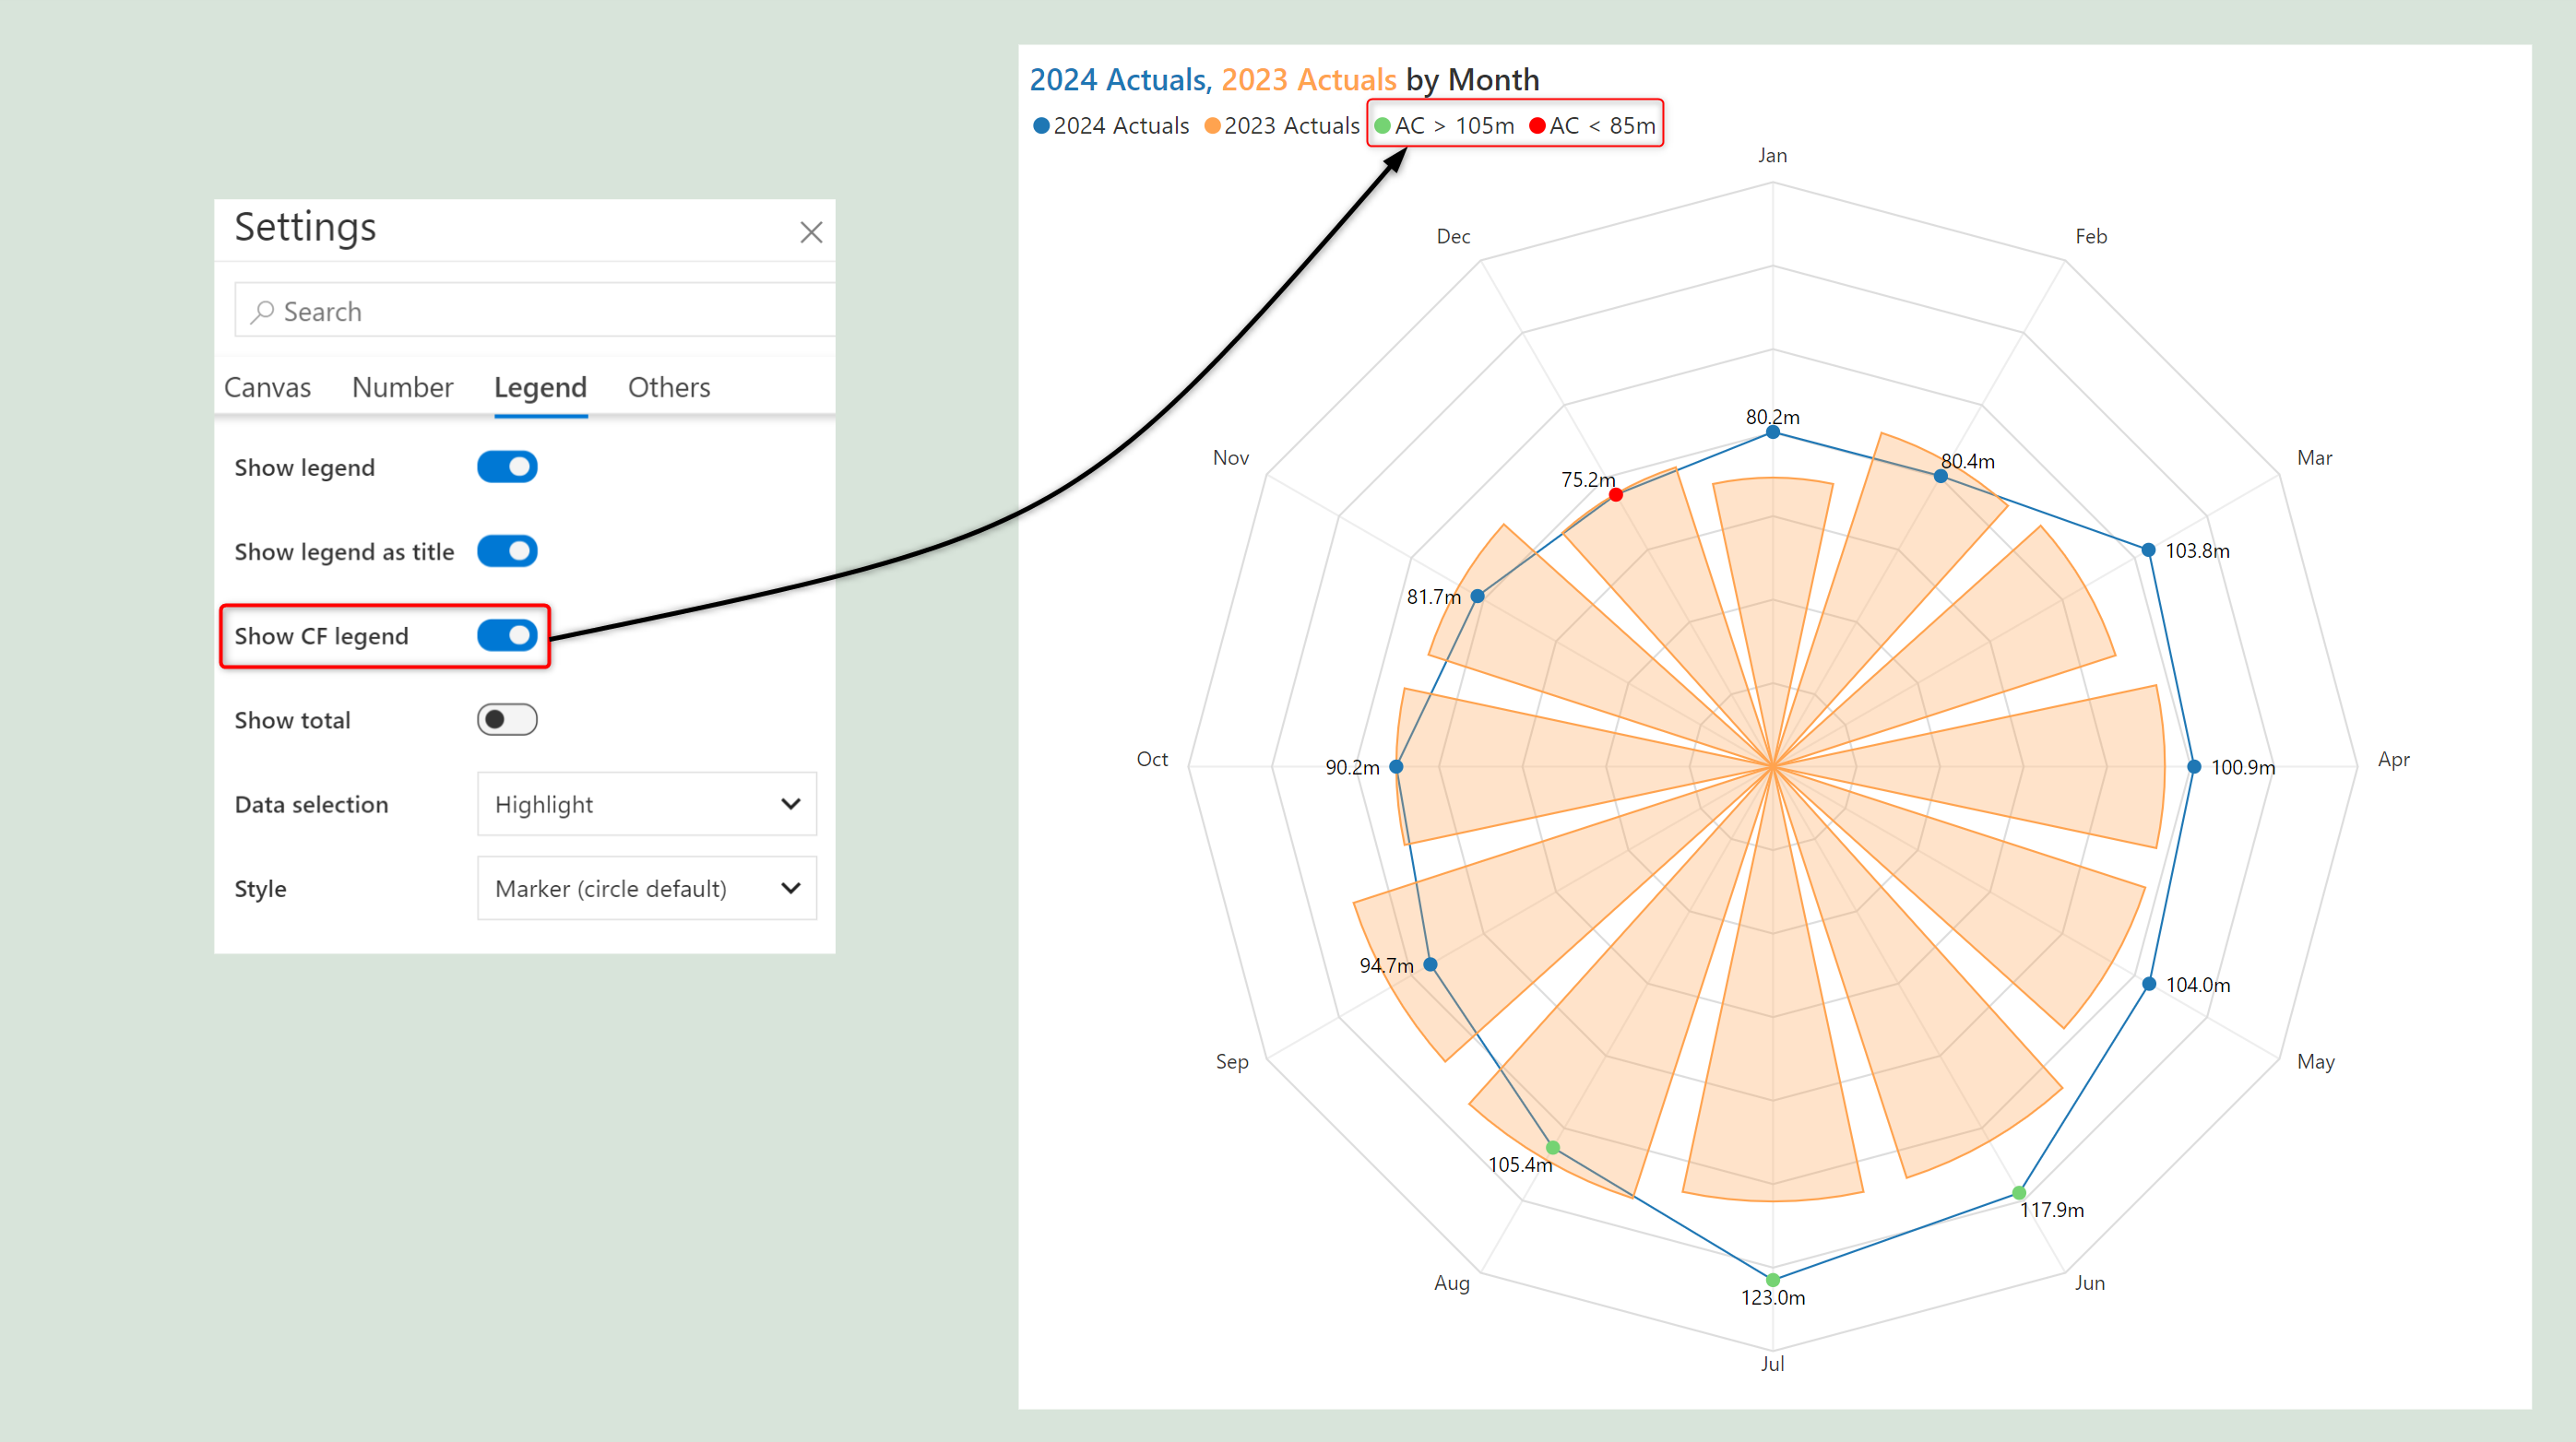 Settings
Search
Canvas Number Legend Others
Show legend
Show legend as title
Show CF legend
Show total
Data selection Highlight
Style Marker (circle default)
2024 Actuals, 2023 Actuals by Month
2024 Actuals 2023 Actuals AC > 105m AC < 85m
Jan
Feb
Mar
Apr
May
Jun
Jul
Aug
Sep
Oct
Nov
Dec
80.2m
80.4m
103.8m
100.9m
104.0m
117.9m
123.0m
105.4m
94.7m
90.2m
81.7m
75.2m